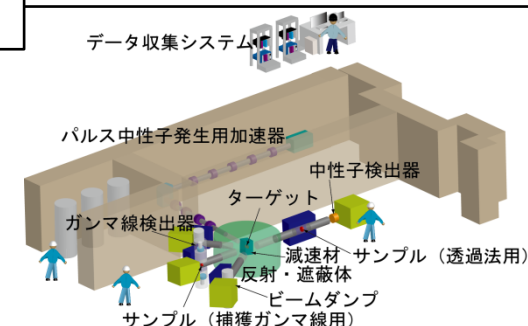 データ収集システム
パルス中性子発生用加速器
中性子検出器
ターゲット
ガンマ線検出器
減速材
サンプル（透過法用）
反射・遮蔽体
ビームダンプ
サンプル（捕獲ガンマ線用）